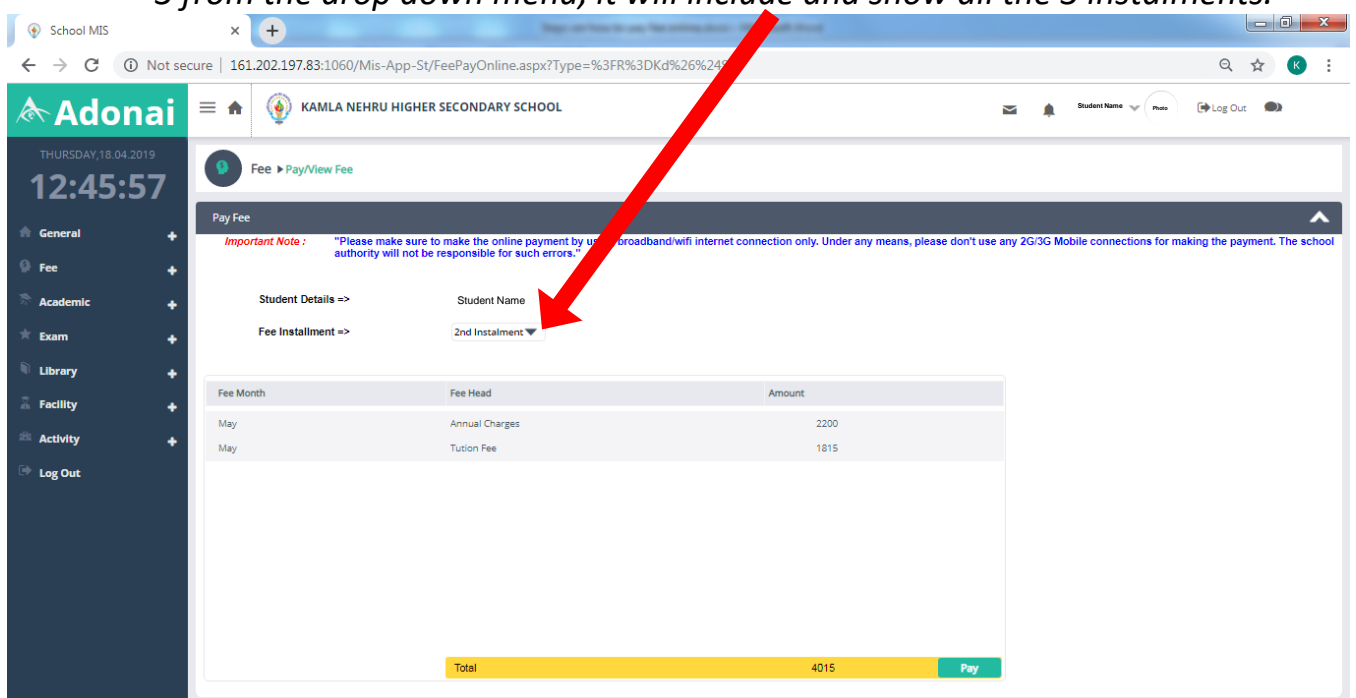 3 from the drop down menu, it will include and show all the 3 instalments.
School MIS
Not secure | 161.202.197.83:1060/Mis-App-St/FeePayOnline.aspx?Type=%3FR%3DKd%26%249
K
Adonai
KAMLA NEHRU HIGHER SECONDARY SCHOOL
Student Name
Photo
Log Out
THURSDAY,18.04.2019
12:45:57
Fee ▸ Pay/View Fee
Pay Fee
Important Note : "Please make sure to make the online payment by broadband/wifi internet connection only. Under any means, please don't use any 2G/3G Mobile connections for making the payment. The school
authority will not be responsible for such errors."
Student Details => Student Name
Fee Installment => 2nd Instalment
General
Fee
Academic
Exam
Library
Facility
Activity
Log Out
Fee Month Fee Head Amount
May Annual Charges 2200
May Tution Fee 1815
Total 4015 Pay